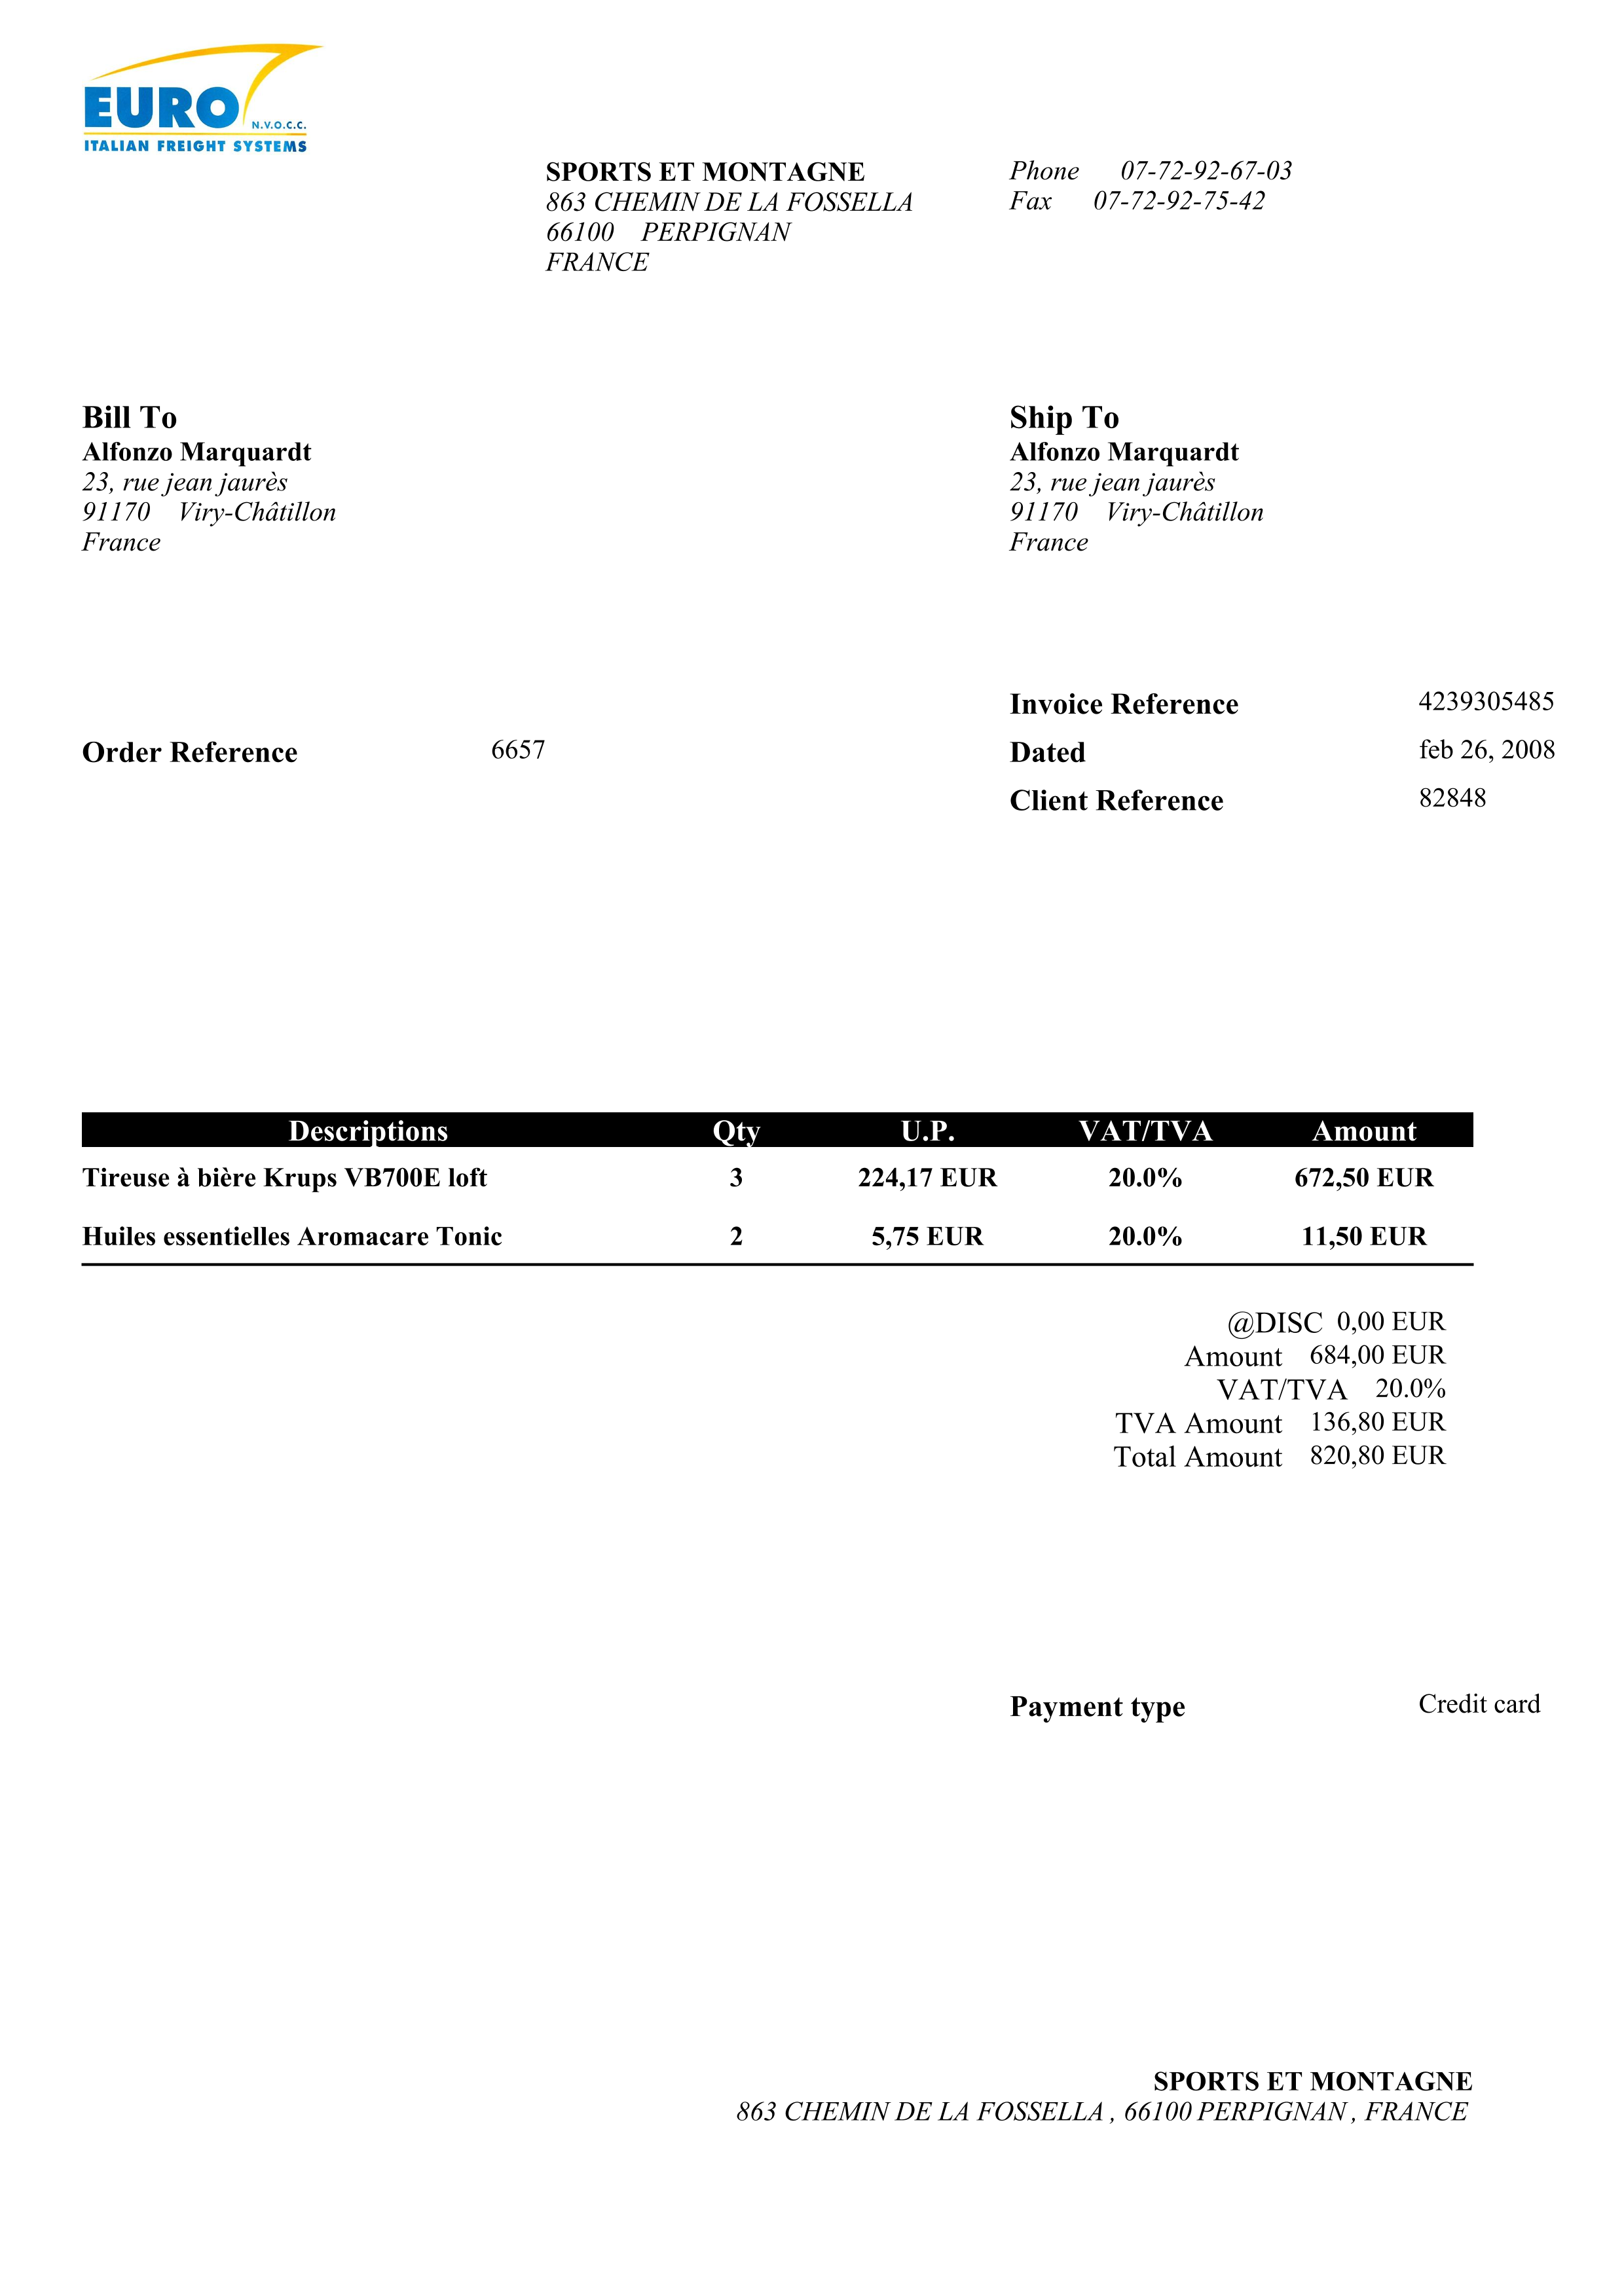 EURO
N.V.O.C.C.
ITALIAN FREIGHT SYSTEMS
SPORTS ET MONTAGNE
863 CHEMIN DE LA FOSSELLA
66100 PERPIGNAN
FRANCE
Phone 07-72-92-67-03
Fax 07-72-92-75-42
Bill To
Alfonzo Marquardt
23, rue jean jaurès
91170 Viry-Châtillon
France
Ship To
Alfonzo Marquardt
23, rue jean jaurès
91170 Viry-Châtillon
France
Invoice Reference 4239305485
Order Reference 6657
Dated feb 26, 2008
Client Reference 82848
Descriptions Qty U.P. VAT/TVA Amount
Tireuse à bière Krups VB700E loft 3 224,17 EUR 20.0% 672,50 EUR
Huiles essentielles Aromacare Tonic 2 5,75 EUR 20.0% 11,50 EUR
@DISC 0,00 EUR
Amount 684,00 EUR
VAT/TVA 20.0%
TVA Amount 136,80 EUR
Total Amount 820,80 EUR
Payment type Credit card
SPORTS ET MONTAGNE
863 CHEMIN DE LA FOSSELLA , 66100 PERPIGNAN , FRANCE